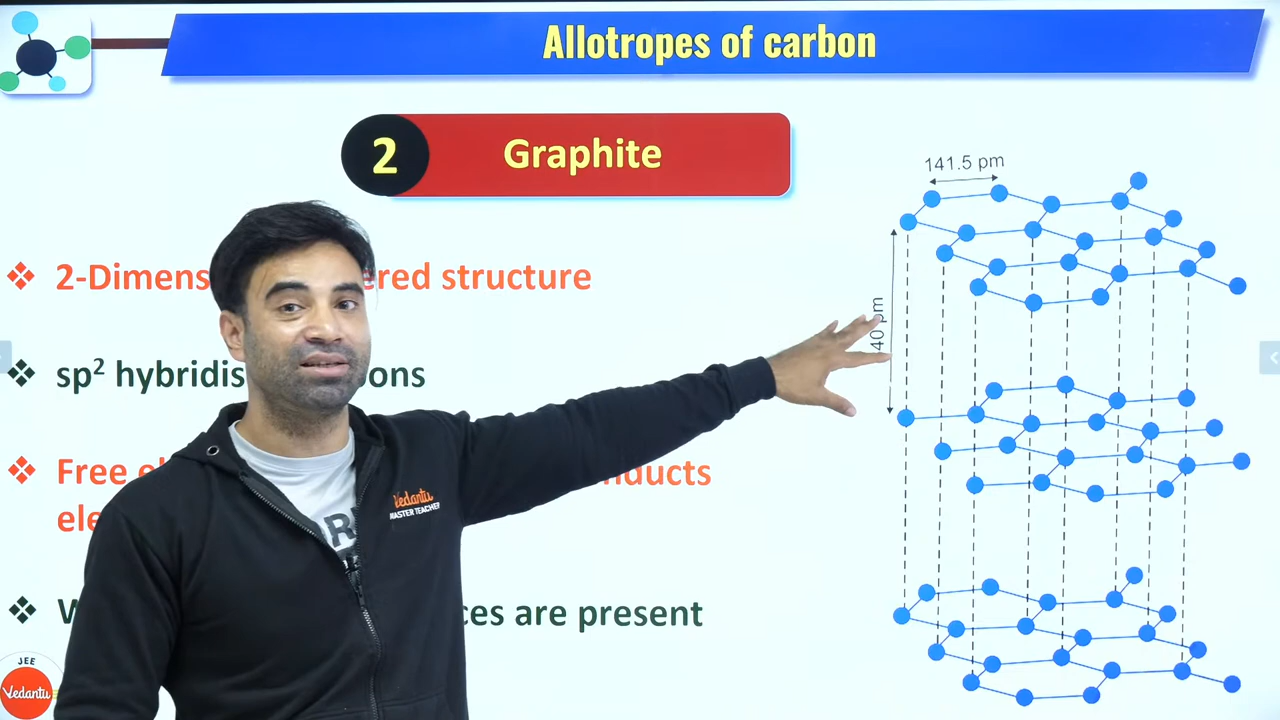 Allotropes of carbon
2
Graphite
141.5 pm
2-Dimens ered structure
40 pm
sp² hybridis ons
Free el nducts
ele
W ces are present
Vedantu
MASTER TEACHER
JEE
Vedantu